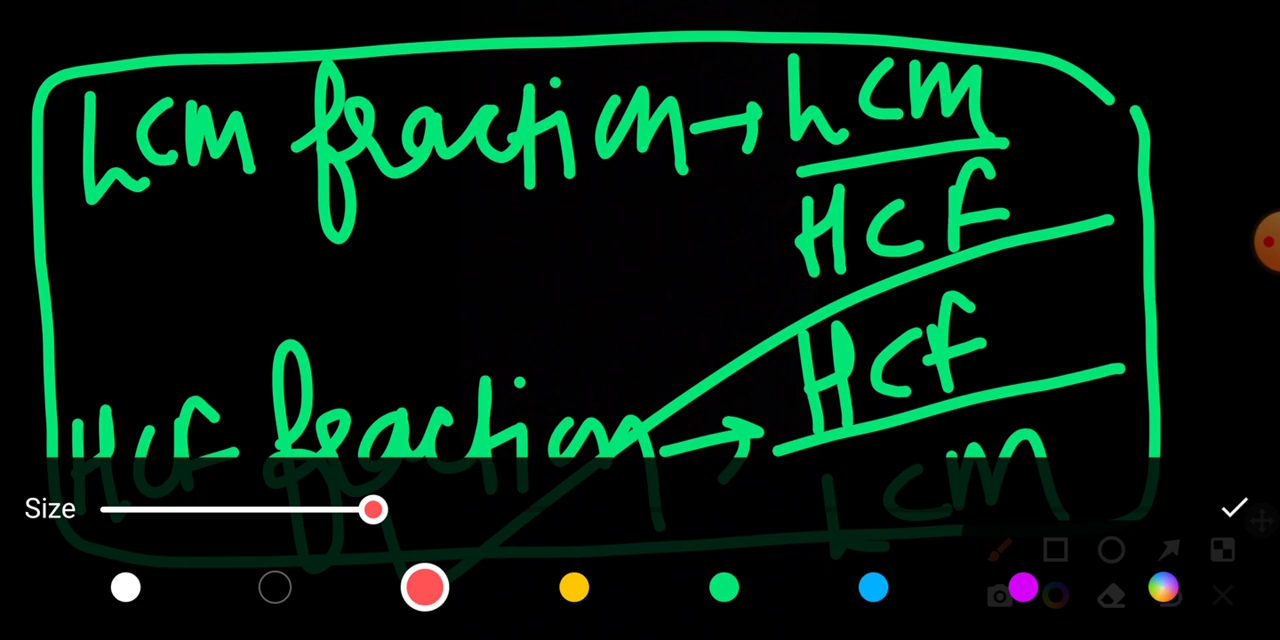 LCM fraction → LCM
HCF
HCF fraction → HCF
LCM
Size